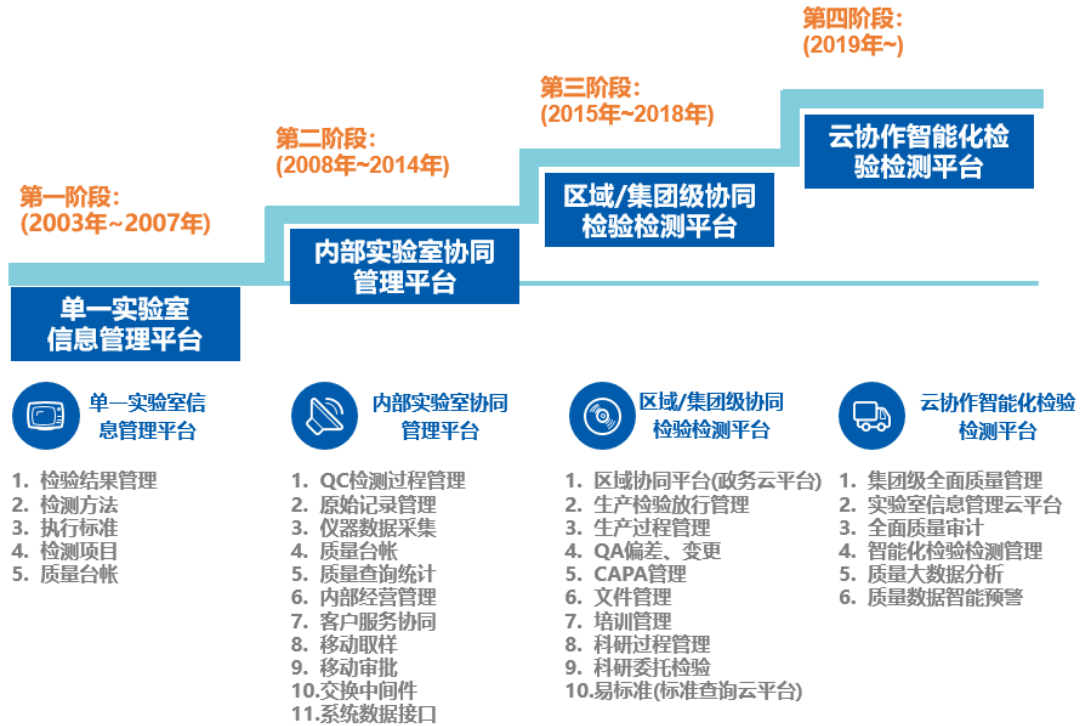 第一阶段：
(2003年~2007年)
单一实验室
信息管理平台
第二阶段：
(2008年~2014年)
内部实验室协同
管理平台
第三阶段：
(2015年~2018年)
区域/集团级协同
检验检测平台
第四阶段：
(2019年~)
云协作智能化检
验检测平台
单一实验室信
息管理平台
1. 检验结果管理
2. 检测方法
3. 执行标准
4. 检测项目
5. 质量台帐
内部实验室协同
管理平台
1. QC检测过程管理
2. 原始记录管理
3. 仪器数据采集
4. 质量台帐
5. 质量查询统计
6. 内部经营管理
7. 客户服务协同
8. 移动取样
9. 移动审批
10.交换中间件
11.系统数据接口
区域/集团级协同
检验检测平台
1. 区域协同平台(政务云平台)
2. 生产检验放行管理
3. 生产过程管理
4. QA偏差、变更
5. CAPA管理
6. 文件管理
7. 培训管理
8. 科研过程管理
9. 科研委托检验
10.易标准(标准查询云平台)
云协作智能化检验
检测平台
1. 集团级全面质量管理
2. 实验室信息管理云平台
3. 全面质量审计
4. 智能化检验检测管理
5. 质量大数据分析
6. 质量数据智能预警